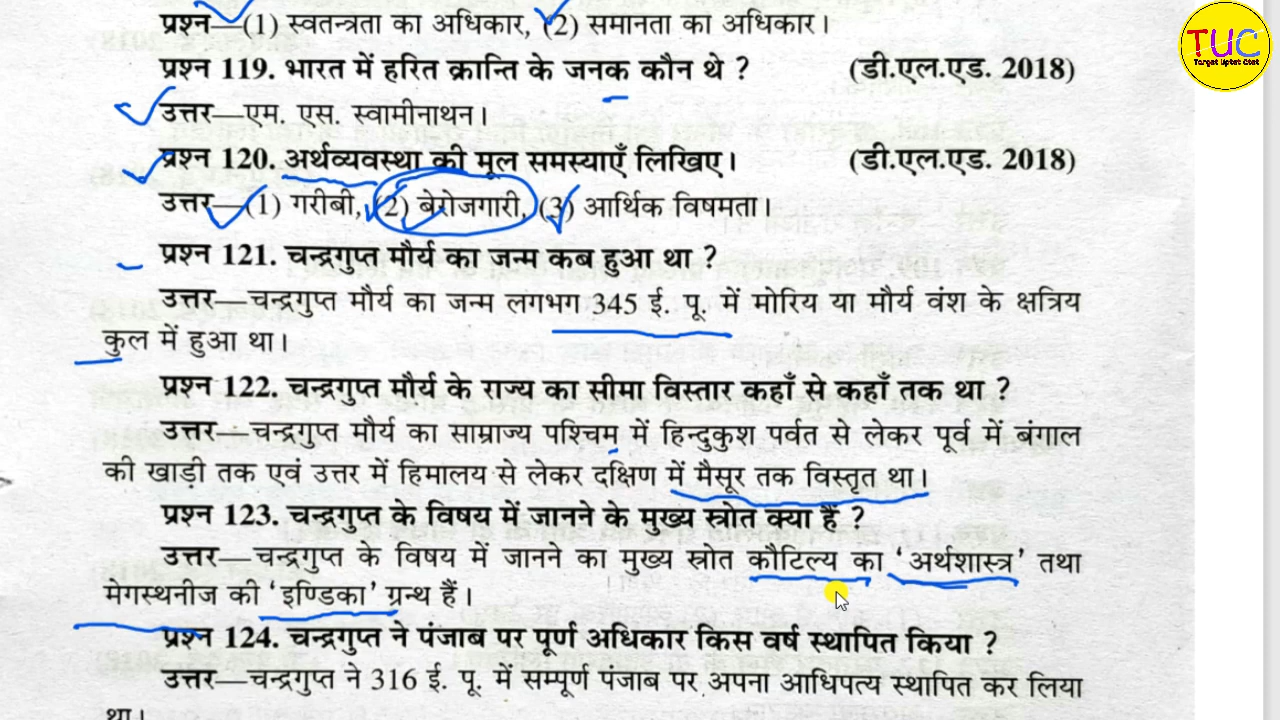 प्रश्न—(1) स्वतन्त्रता का अधिकार, (2) समानता का अधिकार।
TUC
Target Uptet Ctet
प्रश्न 119. भारत में हरित क्रान्ति के जनक कौन थे ? (डी.एल.एड. 2018)
उत्तर—एम. एस. स्वामीनाथन।
प्रश्न 120. अर्थव्यवस्था की मूल समस्याएँ लिखिए। (डी.एल.एड. 2018)
उत्तर—(1) गरीबी, (2) बेरोजगारी, (3) आर्थिक विषमता।
प्रश्न 121. चन्द्रगुप्त मौर्य का जन्म कब हुआ था ?
उत्तर—चन्द्रगुप्त मौर्य का जन्म लगभग 345 ई. पू. में मोरिय या मौर्य वंश के क्षत्रिय
कुल में हुआ था।
प्रश्न 122. चन्द्रगुप्त मौर्य के राज्य का सीमा विस्तार कहाँ से कहाँ तक था ?
उत्तर—चन्द्रगुप्त मौर्य का साम्राज्य पश्चिम में हिन्दुकुश पर्वत से लेकर पूर्व में बंगाल
की खाड़ी तक एवं उत्तर में हिमालय से लेकर दक्षिण में मैसूर तक विस्तृत था।
प्रश्न 123. चन्द्रगुप्त के विषय में जानने के मुख्य स्रोत क्या हैं ?
उत्तर—चन्द्रगुप्त के विषय में जानने का मुख्य स्रोत कौटिल्य का ‘अर्थशास्त्र’ तथा
मेगस्थनीज की ‘इण्डिका’ ग्रन्थ हैं।
प्रश्न 124. चन्द्रगुप्त ने पंजाब पर पूर्ण अधिकार किस वर्ष स्थापित किया ?
उत्तर—चन्द्रगुप्त ने 316 ई. पू. में सम्पूर्ण पंजाब पर अपना आधिपत्य स्थापित कर लिया
था।